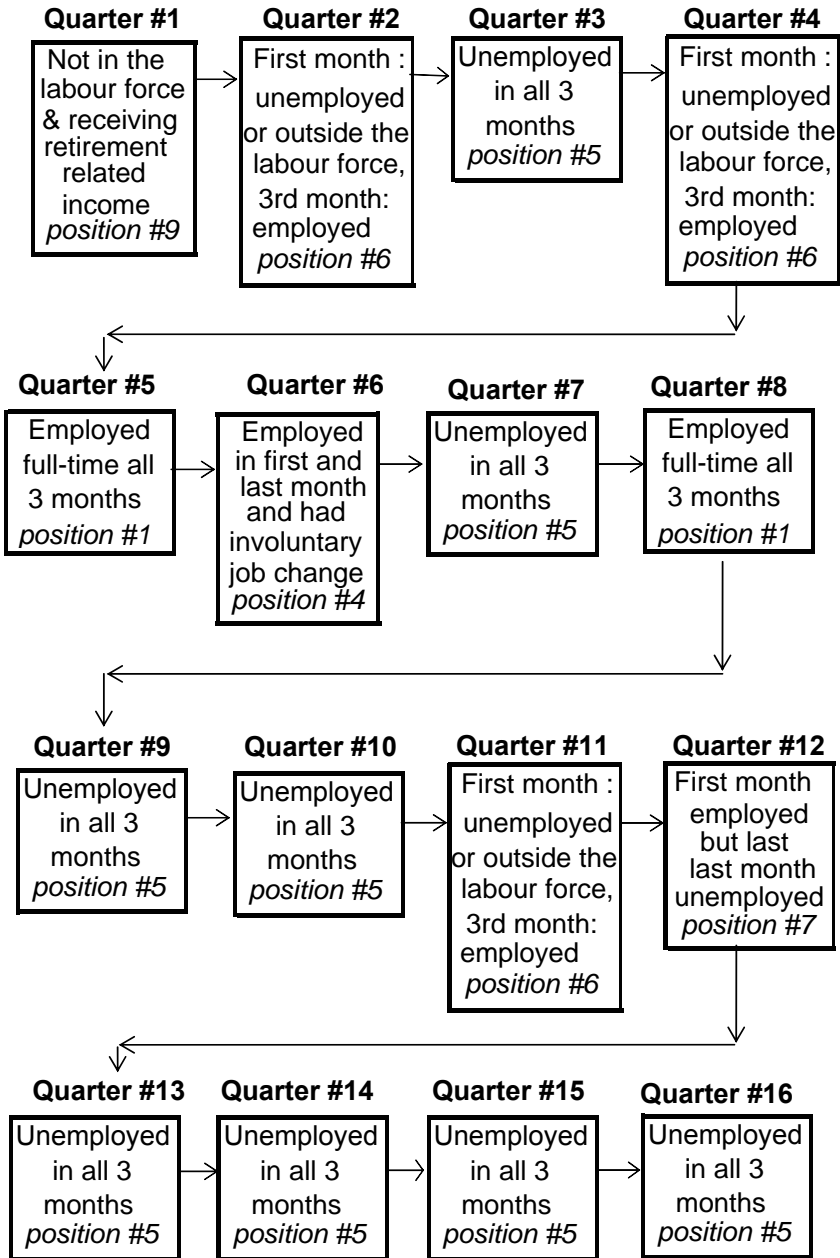 Quarter #1
Not in the
labour force
& receiving
retirement
related
income
position #9
Quarter #2
First month :
unemployed
or outside the
labour force,
3rd month:
employed
position #6
Quarter #3
Unemployed
in all 3
months
position #5
Quarter #4
First month :
unemployed
or outside the
labour force,
3rd month:
employed
position #6
Quarter #5
Employed
full-time all
3 months
position #1
Quarter #6
Employed
in first and
last month
and had
involuntary
job change
position #4
Quarter #7
Unemployed
in all 3
months
position #5
Quarter #8
Employed
full-time all
3 months
position #1
Quarter #9
Unemployed
in all 3
months
position #5
Quarter #10
Unemployed
in all 3
months
position #5
Quarter #11
First month :
unemployed
or outside the
labour force,
3rd month:
employed
position #6
Quarter #12
First month
employed
but last
last month
unemployed
position #7
Quarter #13
Unemployed
in all 3
months
position #5
Quarter #14
Unemployed
in all 3
months
position #5
Quarter #15
Unemployed
in all 3
months
position #5
Quarter #16
Unemployed
in all 3
months
position #5